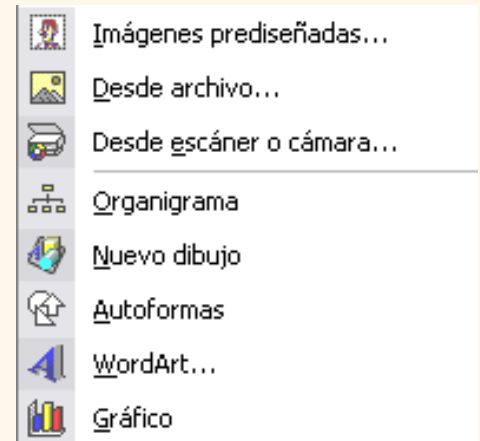 Imágenes prediseñadas...
Desde archivo...
Desde escáner o cámara...
Organigrama
Nuevo dibujo
Autoformas
WordArt...
Gráfico